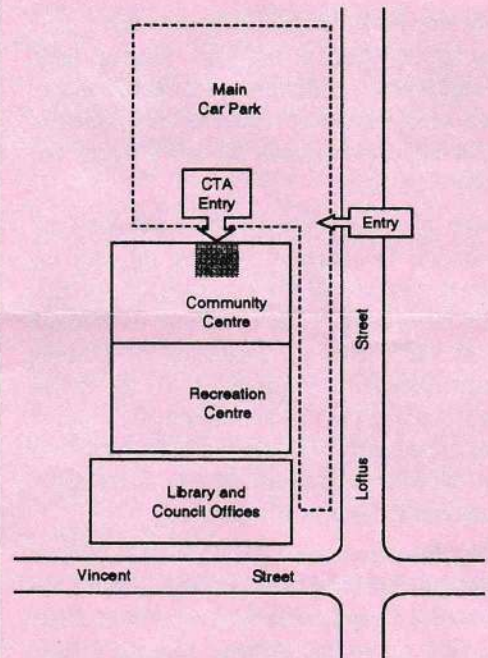 Main
Car Park
CTA
Entry
Entry
Community
Centre
Street
Recreation
Centre
Loftus
Library and
Council Offices
Vincent Street